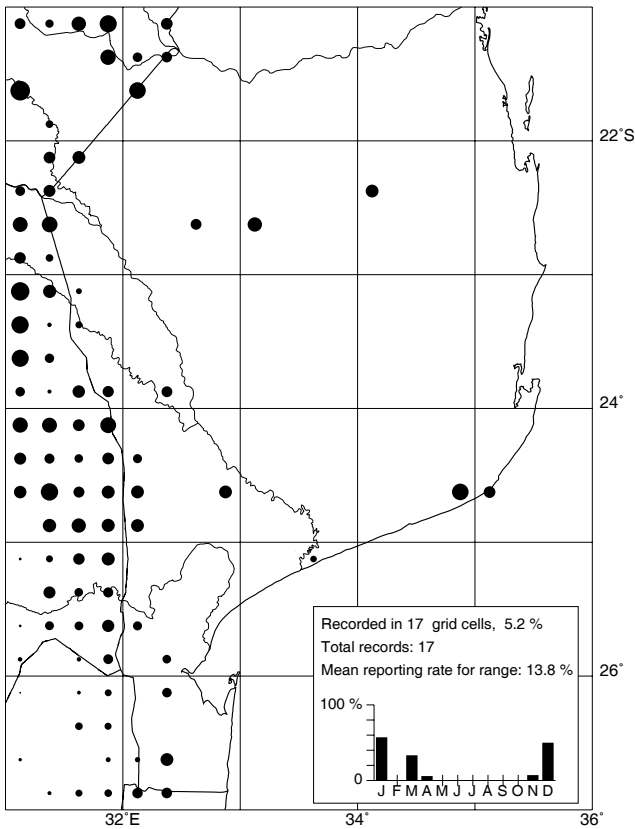 22°S
24°
Recorded in 17 grid cells, 5.2 %
Total records: 17
Mean reporting rate for range: 13.8 %
26°
100 %
0
J F M A M J J A S O N D
32°E 34° 36°